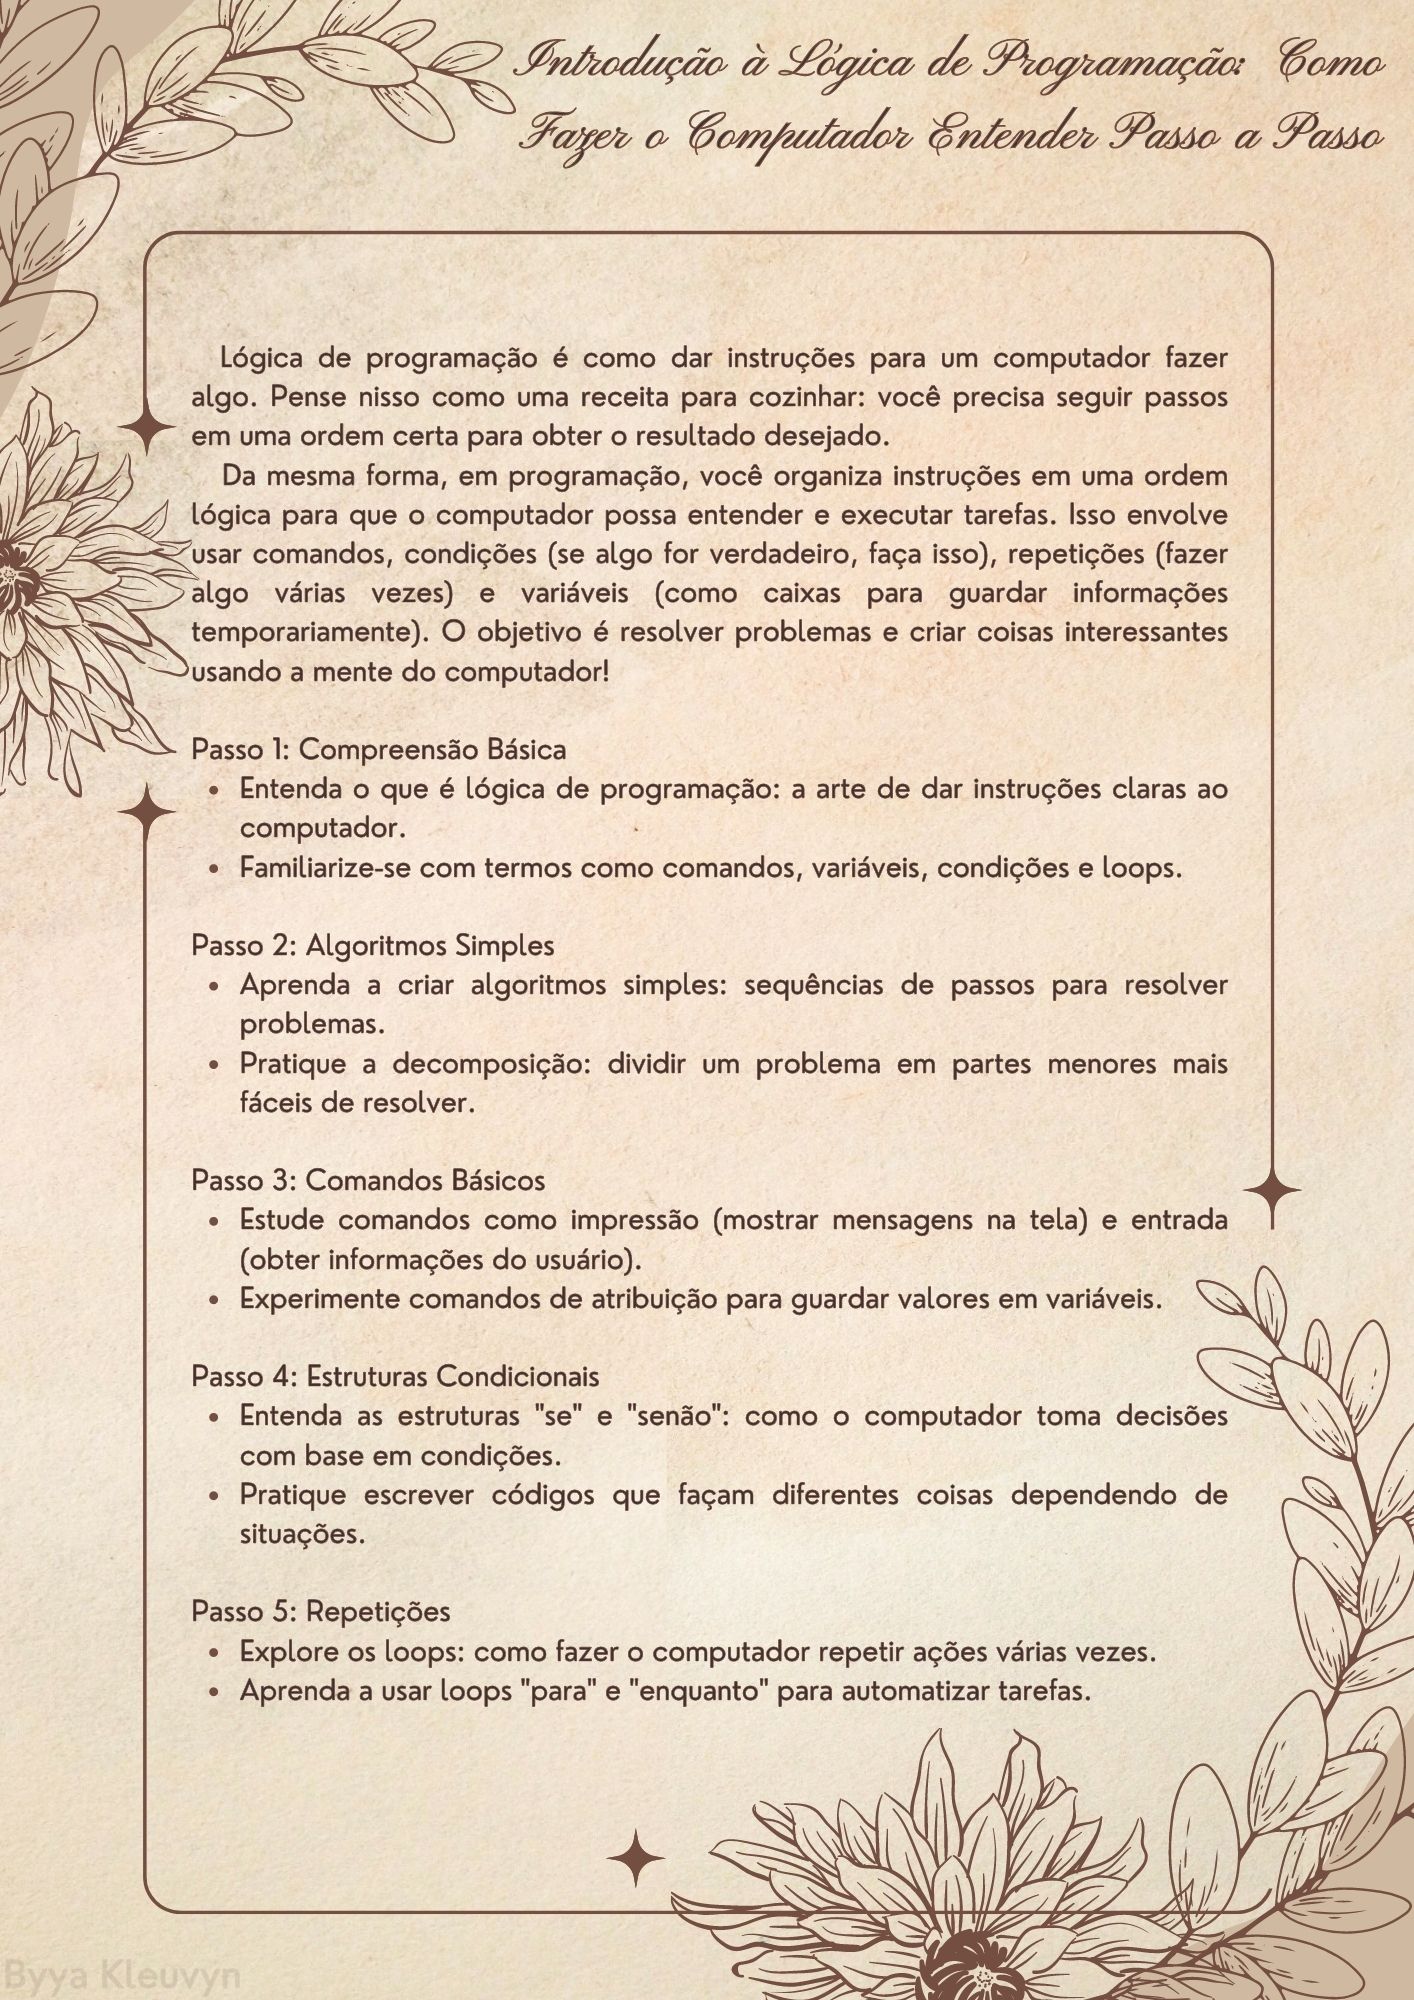 Introdução à Lógica de Programação: Como
Fazer o Computador Entender Passo a Passo
Lógica de programação é como dar instruções para um computador fazer
algo. Pense nisso como uma receita para cozinhar: você precisa seguir passos
em uma ordem certa para obter o resultado desejado.
Da mesma forma, em programação, você organiza instruções em uma ordem
lógica para que o computador possa entender e executar tarefas. Isso envolve
usar comandos, condições (se algo for verdadeiro, faça isso), repetições (fazer
algo várias vezes) e variáveis (como caixas para guardar informações
temporariamente). O objetivo é resolver problemas e criar coisas interessantes
usando a mente do computador!
Passo 1: Compreensão Básica
• Entenda o que é lógica de programação: a arte de dar instruções claras ao
computador.
• Familiarize-se com termos como comandos, variáveis, condições e loops.
Passo 2: Algoritmos Simples
• Aprenda a criar algoritmos simples: sequências de passos para resolver
problemas.
• Pratique a decomposição: dividir um problema em partes menores mais
fáceis de resolver.
Passo 3: Comandos Básicos
• Estude comandos como impressão (mostrar mensagens na tela) e entrada
(obter informações do usuário).
• Experimente comandos de atribuição para guardar valores em variáveis.
Passo 4: Estruturas Condicionais
• Entenda as estruturas "se" e "senão": como o computador toma decisões
com base em condições.
• Pratique escrever códigos que façam diferentes coisas dependendo de
situações.
Passo 5: Repetições
• Explore os loops: como fazer o computador repetir ações várias vezes.
• Aprenda a usar loops "para" e "enquanto" para automatizar tarefas.
Byya Kleuvyn